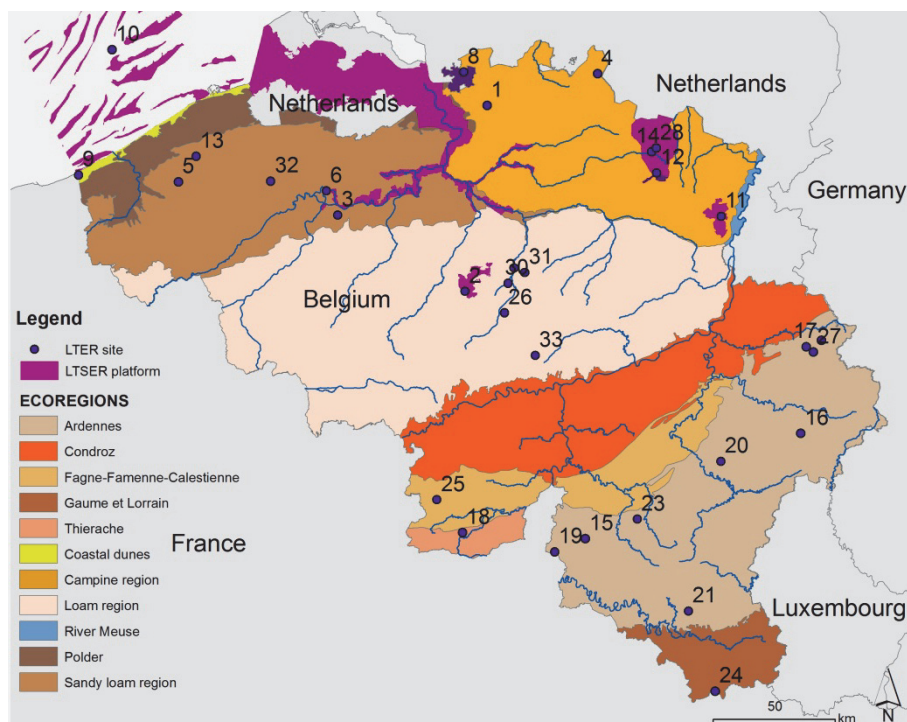 10
8
4
Netherlands
1
Netherlands
28
14
13
12
9
5
32
6
3
11
Germany
31
30
2
Belgium
26
Legend
33
17
27
LTER site
LTSER platform
ECOREGIONS
Ardennes
16
Condroz
20
Fagne-Famenne-Calestienne
25
Gaume et Lorrain
23
18
15
Thierache
France
19
Coastal dunes
Campine region
Loam region
21
Luxembourg
River Meuse
Polder
24
Sandy loam region
50
km
N